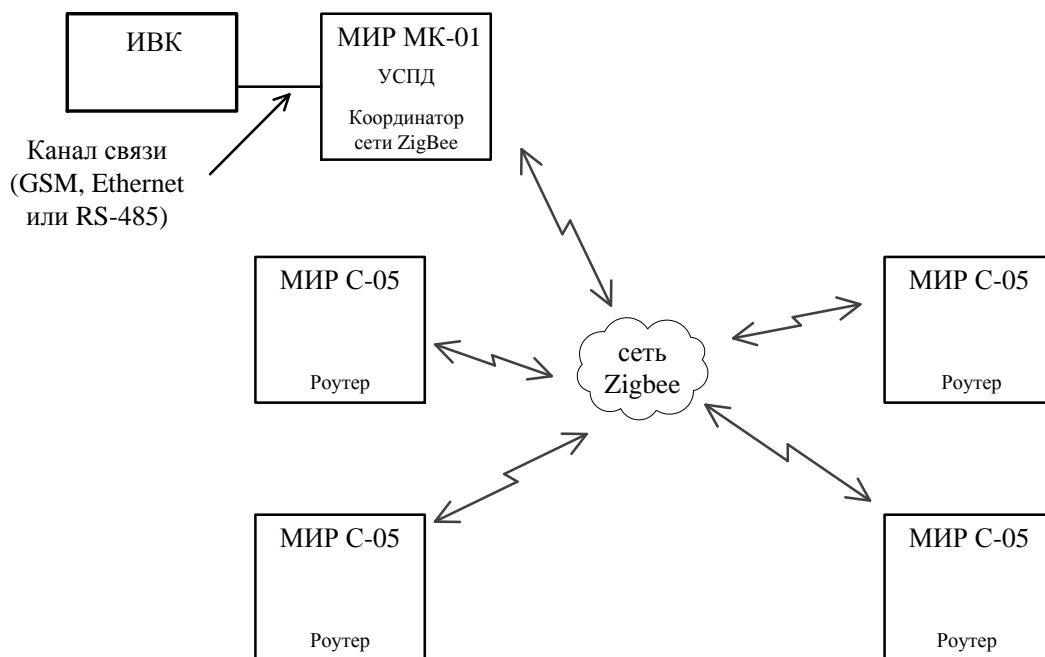 ИВК
МИР МК-01
УСПД
Координатор
сети ZigBee
Канал связи
(GSM, Ethernet
или RS-485)
МИР С-05
Роутер
МИР С-05
Роутер
сеть
Zigbee
МИР С-05
Роутер
МИР С-05
Роутер